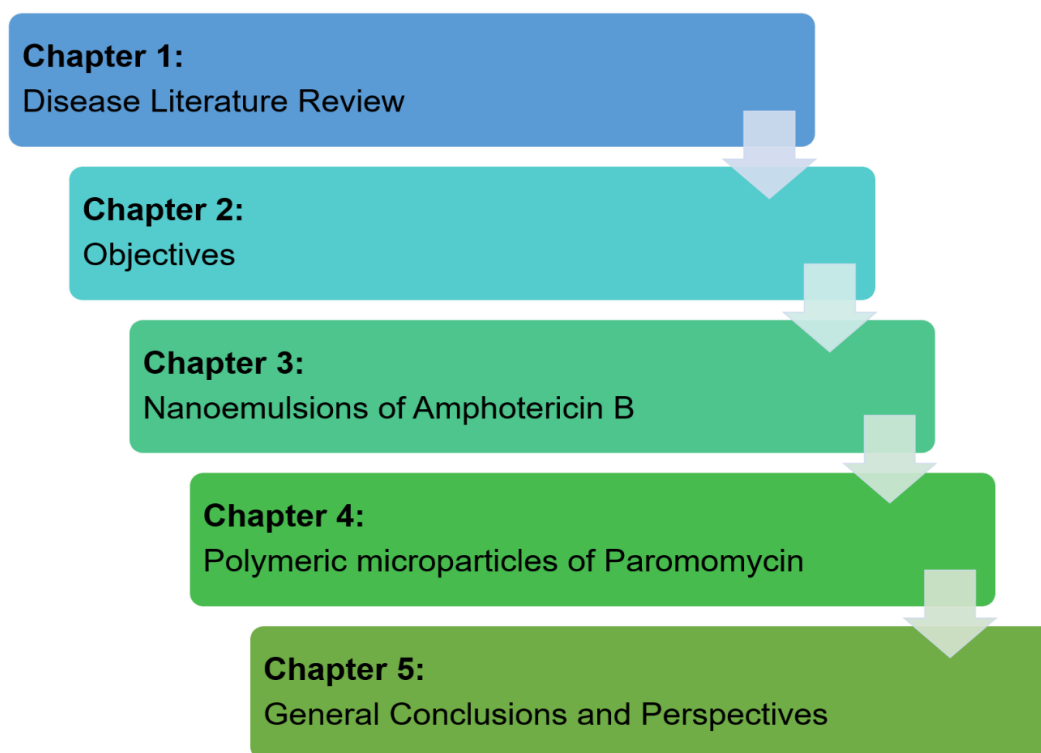 Chapter 1:
Disease Literature Review
Chapter 2:
Objectives
Chapter 3:
Nanoemulsions of Amphotericin B
Chapter 4:
Polymeric microparticles of Paromomycin
Chapter 5:
General Conclusions and Perspectives